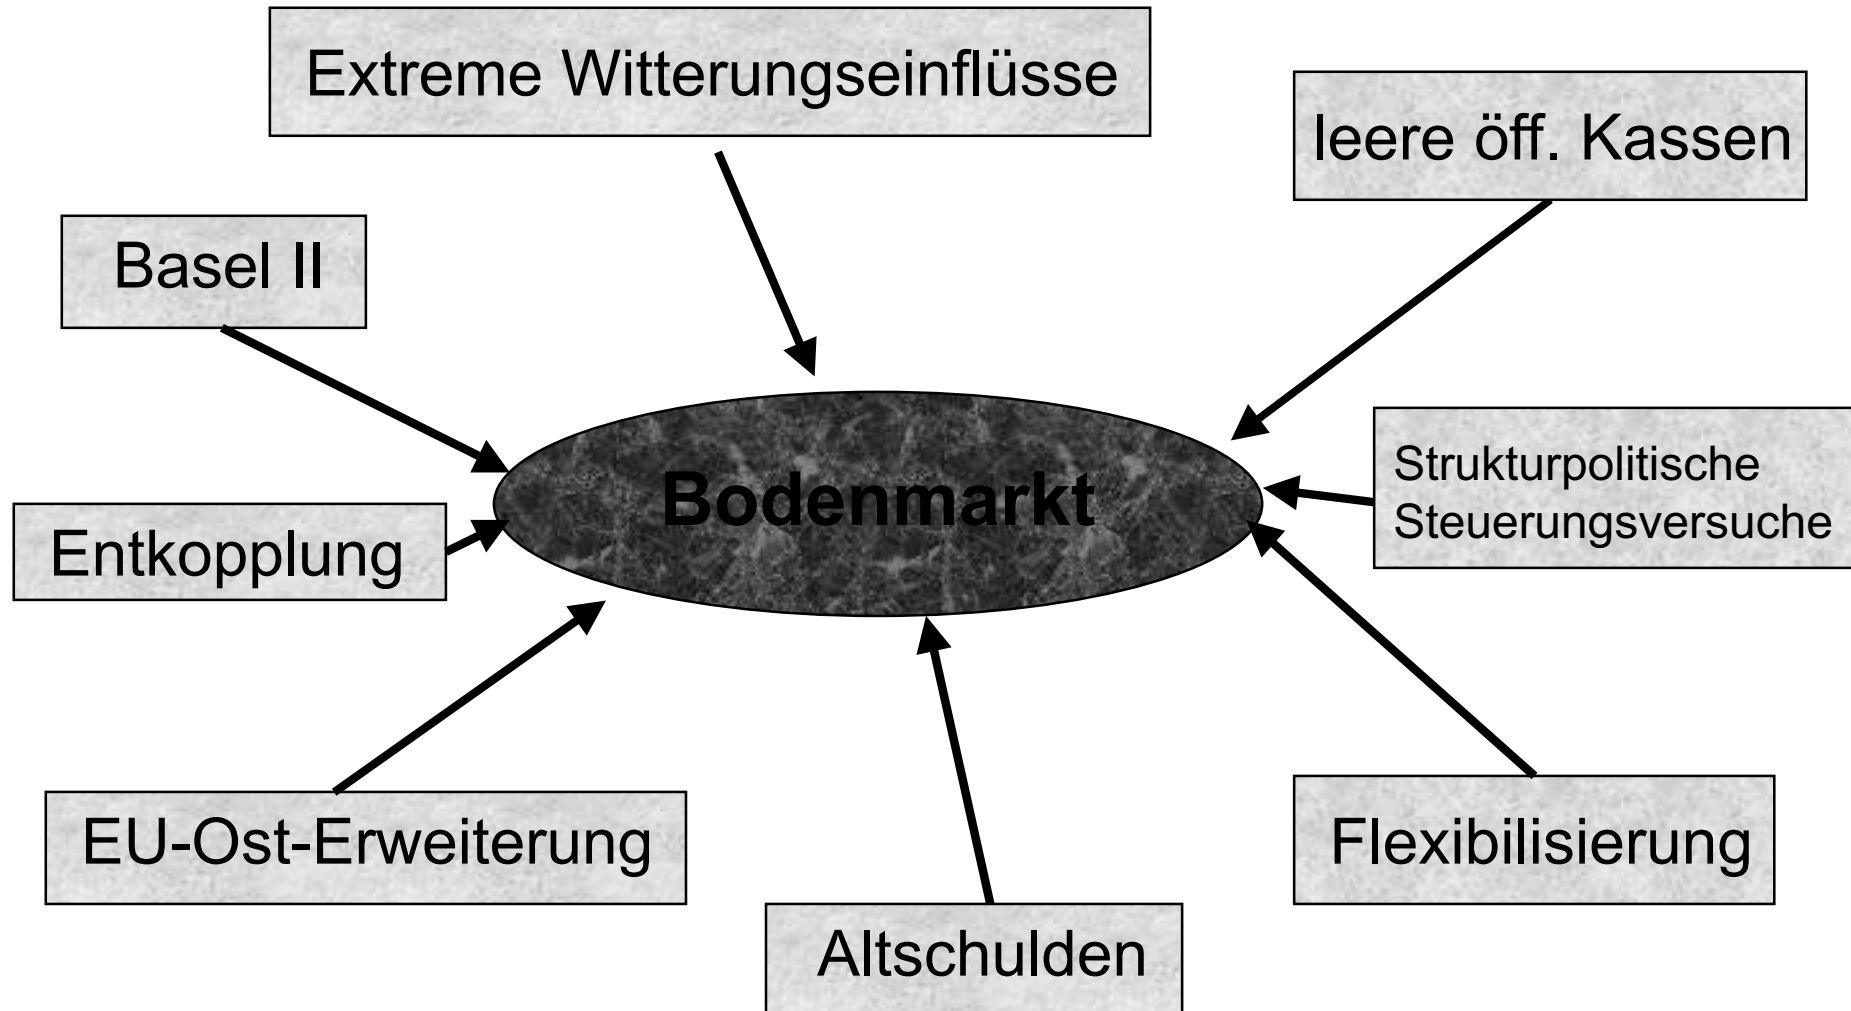 Extreme Witterungseinflüsse
leere öff. Kassen
Basel II
Bodenmarkt
Strukturpolitische
Steuerungsversuche
Entkopplung
EU-Ost-Erweiterung
Flexibilisierung
Altschulden